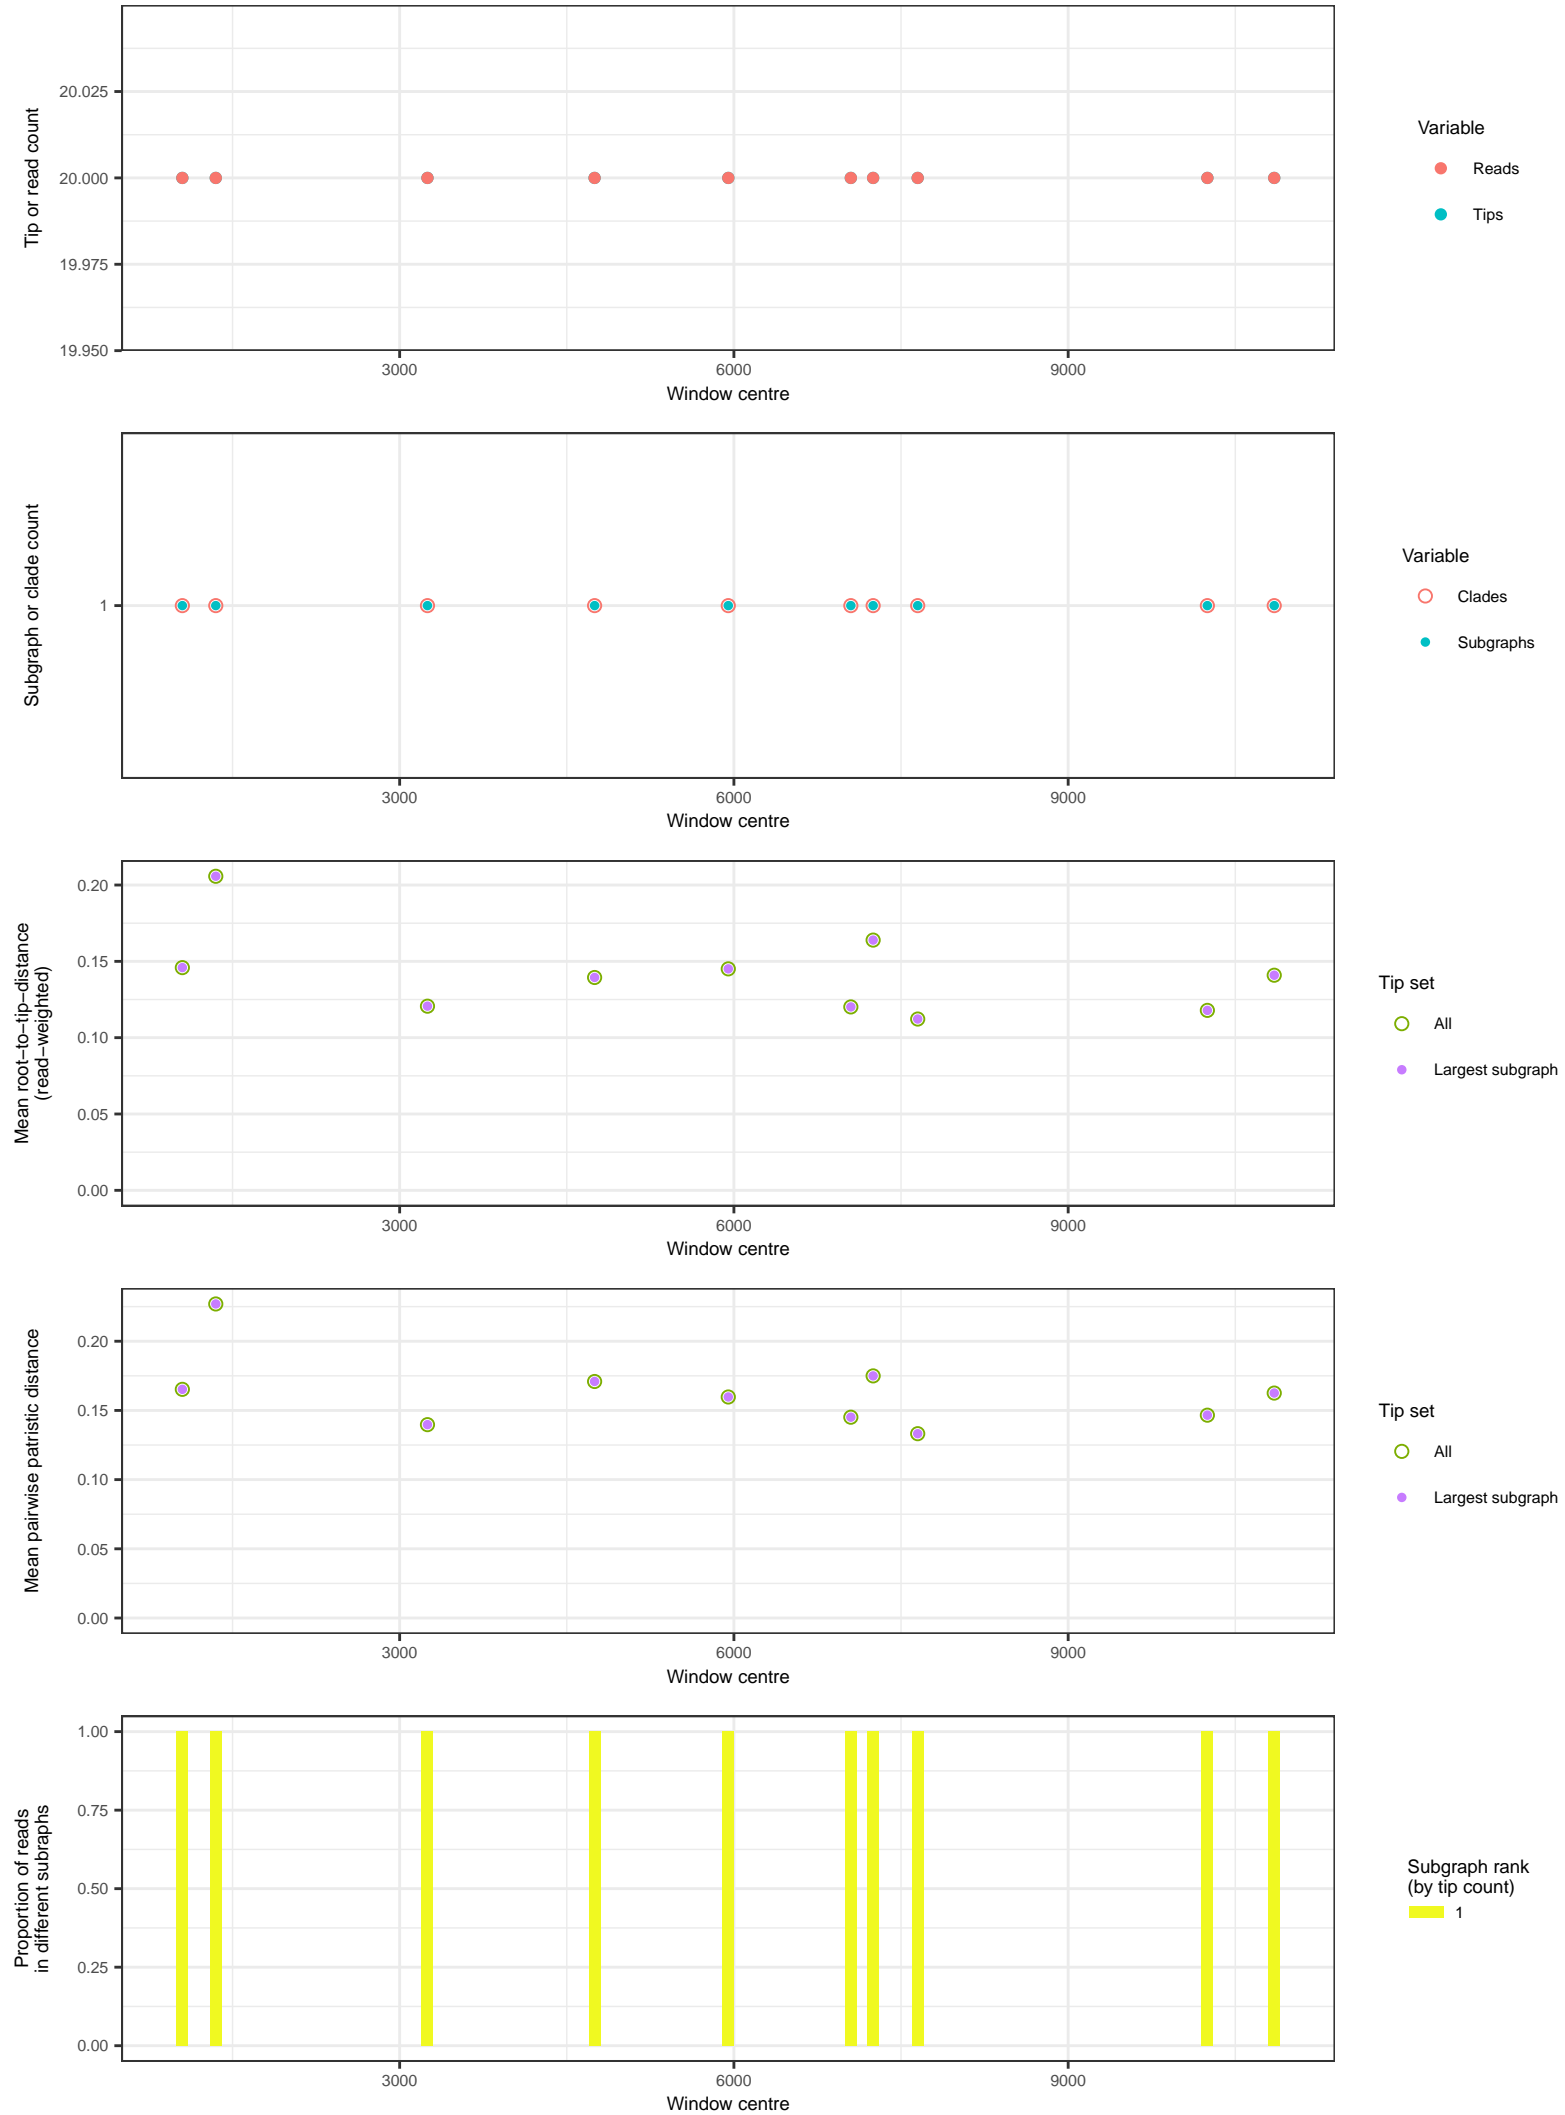 20.025
20.000
19.975
19.950
Tip or read count
3000 6000 9000
Window centre
Variable
Reads
Tips
1
Subgraph or clade count
3000 6000 9000
Window centre
Variable
Clades
Subgraphs
0.20
0.15
0.10
0.05
0.00
Mean root−to−tip−distance
(read−weighted)
3000 6000 9000
Window centre
Tip set
All
Largest subgraph
0.20
0.15
0.10
0.05
0.00
Mean pairwise patristic distance
3000 6000 9000
Window centre
Tip set
All
Largest subgraph
1.00
0.75
0.50
0.25
0.00
Proportion of reads
in different subraphs
3000 6000 9000
Window centre
Subgraph rank
(by tip count)
1